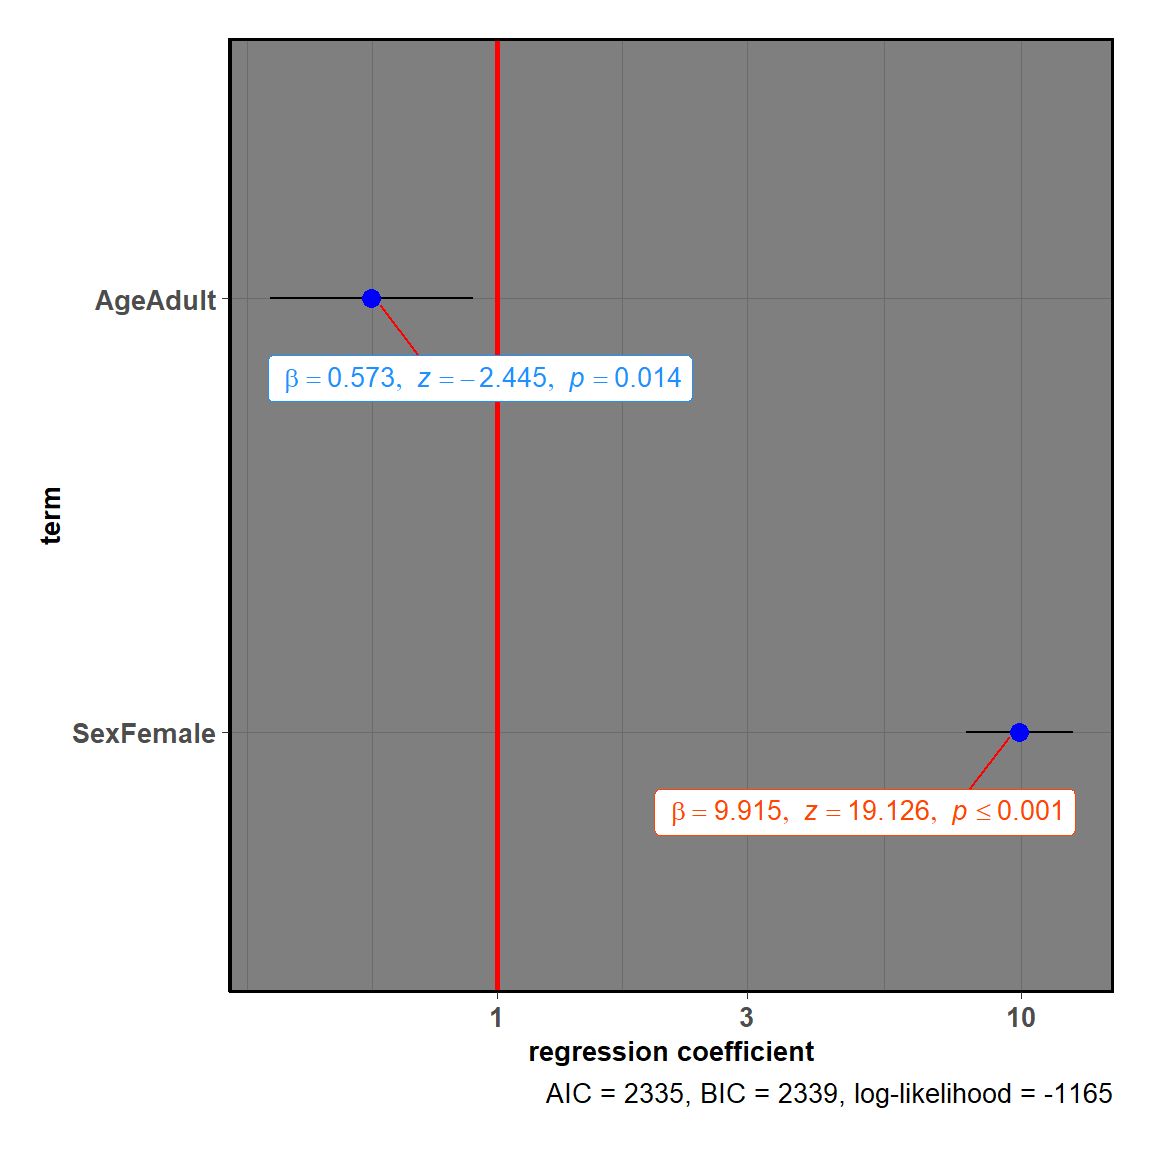 AgeAdult
β = 0.573, z = −2.445, p = 0.014
term
SexFemale
β = 9.915, z = 19.126, p ≤ 0.001
1 3 10
regression coefficient
AIC = 2335, BIC = 2339, log-likelihood = -1165